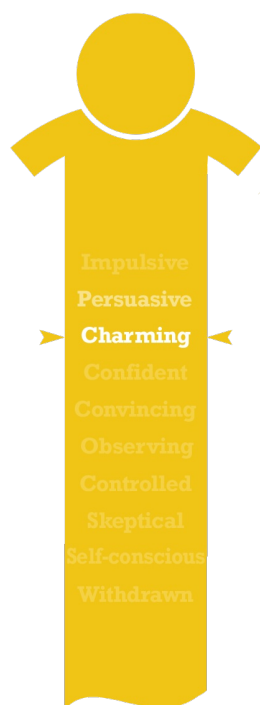 Impulsive
Persuasive
Charming
Confident
Convincing
Observing
Controlled
Skeptical
Self-conscious
Withdrawn